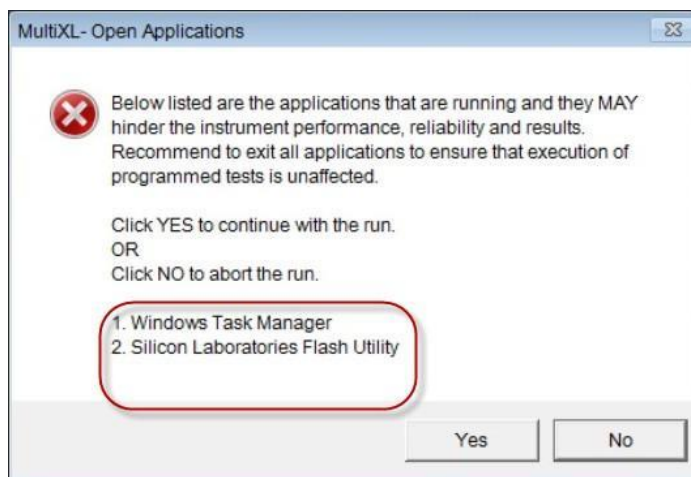 MultiXL- Open Applications
Below listed are the applications that are running and they MAY
hinder the instrument performance, reliability and results.
Recommend to exit all applications to ensure that execution of
programmed tests is unaffected.
Click YES to continue with the run.
OR
Click NO to abort the run.
1. Windows Task Manager
2. Silicon Laboratories Flash Utility
Yes
No